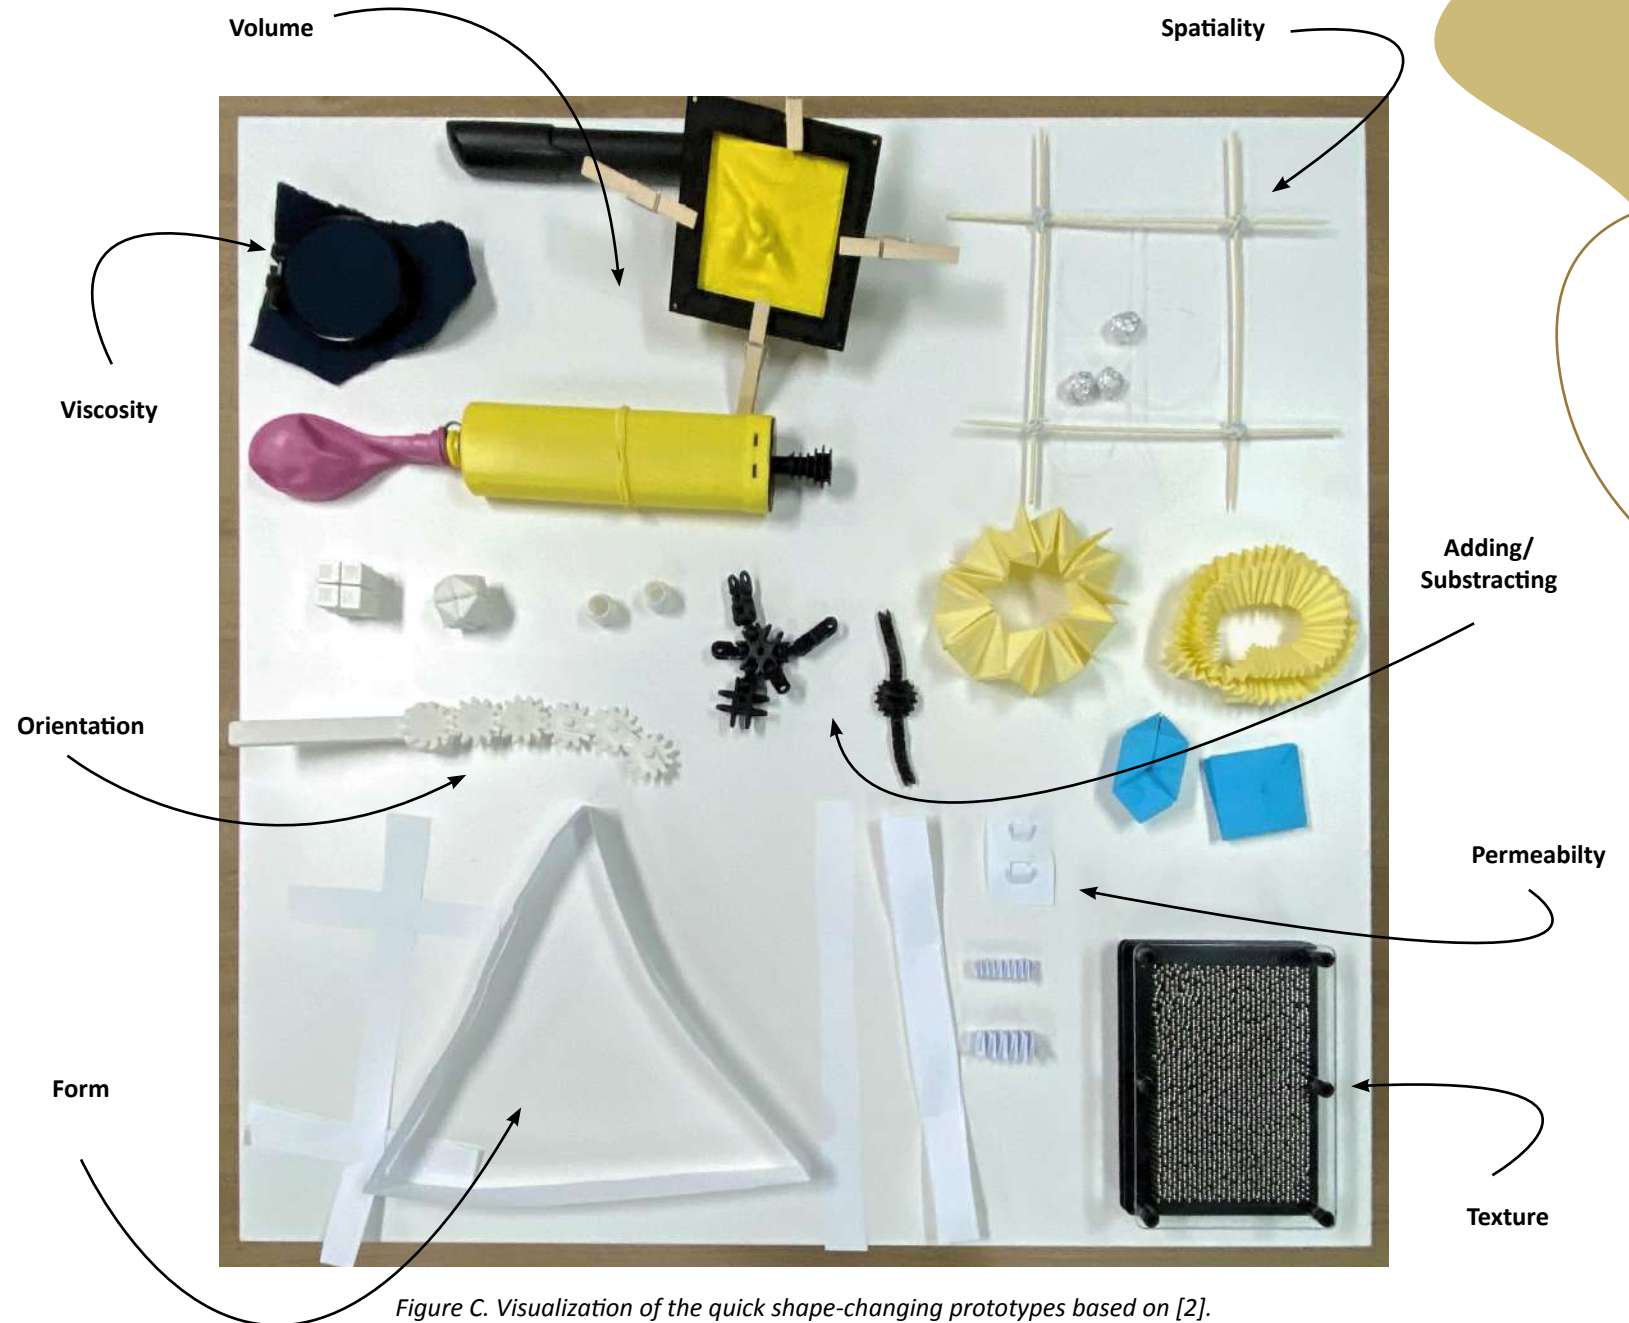 Volume
Spatiality
Viscosity
Adding/
Substracting
Orientation
Permeabilty
Form
Texture
Figure C. Visualization of the quick shape-changing prototypes based on [2].